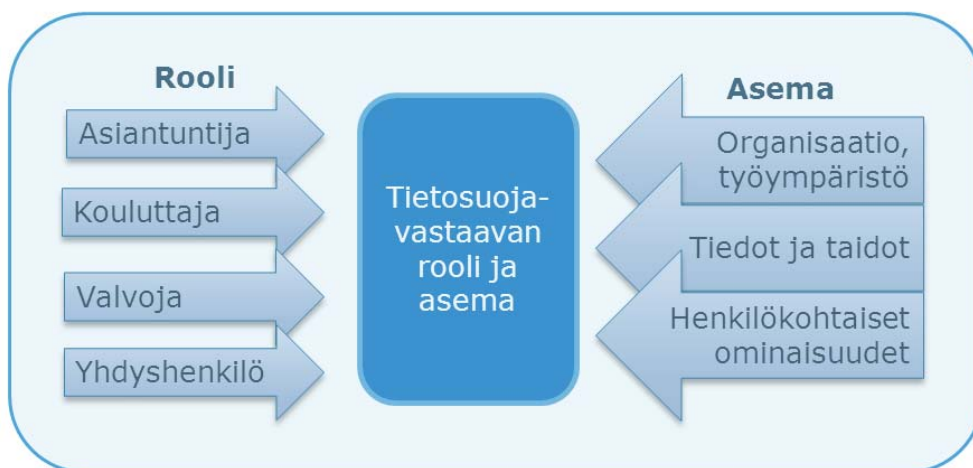 Rooli
Asiantuntija
Kouluttaja
Valvoja
Yhdyshenkilö
Tietosuoja-
vastaavan
rooli ja
asema
Asema
Organisaatio,
työympäristö
Tiedot ja taidot
Henkilökohtaiset
ominaisuudet